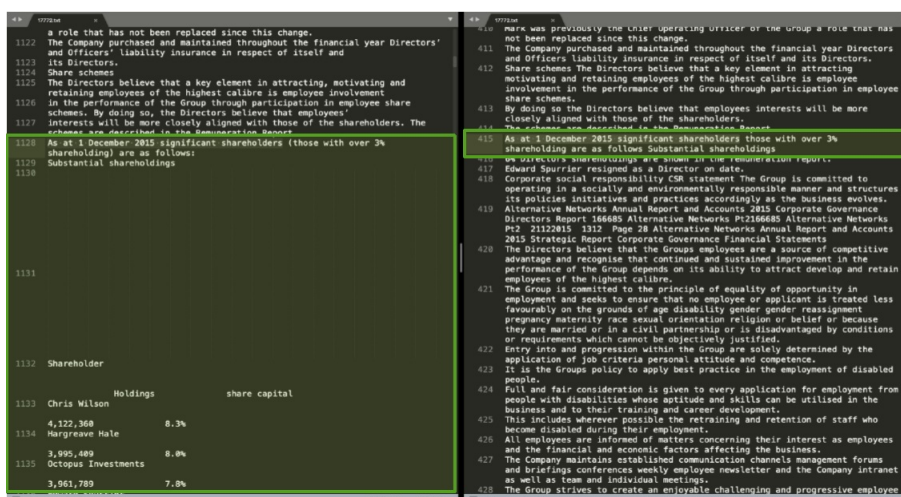 17772.txt
a role that has not been replaced since this change.
1122 The Company purchased and maintained throughout the financial year Directors'
and Officers' liability insurance in respect of itself and
1123 its Directors.
1124 Share schemes
1125 The Directors believe that a key element in attracting, motivating and
retaining employees of the highest calibre is employee involvement
1126 in the performance of the Group through participation in employee share
schemes. By doing so, the Directors believe that employees'
1127 interests will be more closely aligned with those of the shareholders. The
schemes are described in the Remuneration Report.
1128 As at 1 December 2015 significant shareholders (those with over 3%
shareholding) are as follows:
1129 Substantial shareholdings
1130
1131
1132 Shareholder
Holdings share capital
1133 Chris Wilson
4,122,360 8.3%
1134 Hargreave Hale
3,995,409 8.0%
1135 Octopus Investments
3,961,789 7.8%
17772.txt
410 Mark was previously the Chief Operating Officer of the Group a role that has
not been replaced since this change.
411 The Company purchased and maintained throughout the financial year Directors
and Officers liability insurance in respect of itself and its Directors.
412 Share schemes The Directors believe that a key element in attracting
motivating and retaining employees of the highest calibre is employee
involvement in the performance of the Group through participation in employee
share schemes.
413 By doing so the Directors believe that employees interests will be more
closely aligned with those of the shareholders.
414 The schemes are described in the Remuneration Report
415 As at 1 December 2015 significant shareholders those with over 3%
shareholding are as follows Substantial shareholdings
416 0% Directors shareholdings are shown in the remuneration report.
417 Edward Spurrier resigned as a Director on date.
418 Corporate social responsibility CSR statement The Group is committed to
operating in a socially and environmentally responsible manner and structures
its policies initiatives and practices accordingly as the business evolves.
419 Alternative Networks Annual Report and Accounts 2015 Corporate Governance
Directors Report 166685 Alternative Networks Pt2166685 Alternative Networks
Pt2 21122015 1312 Page 28 Alternative Networks Annual Report and Accounts
2015 Strategic Report Corporate Governance Financial Statements
420 The Directors believe that the Groups employees are a source of competitive
advantage and recognise that continued and sustained improvement in the
performance of the Group depends on its ability to attract develop and retain
employees of the highest calibre.
421 The Group is committed to the principle of equality of opportunity in
employment and seeks to ensure that no employee or applicant is treated less
favourably on the grounds of age disability gender gender reassignment
pregnancy maternity race sexual orientation religion or belief or because
they are married or in a civil partnership or is disadvantaged by conditions
or requirements which cannot be objectively justified.
422 Entry into and progression within the Group are solely determined by the
application of job criteria personal attitude and competence.
423 It is the Groups policy to apply best practice in the employment of disabled
people.
424 Full and fair consideration is given to every application for employment from
people with disabilities whose aptitude and skills can be utilised in the
business and to their training and career development.
425 This includes wherever possible the retraining and retention of staff who
become disabled during their employment.
426 All employees are informed of matters concerning their interest as employees
and the financial and economic factors affecting the business.
427 The Company maintains established communication channels management forums
and briefings conferences weekly employee newsletter and the Company intranet
as well as team and individual meetings.
428 The Group strives to create an enjoyable challenging and progressive employee